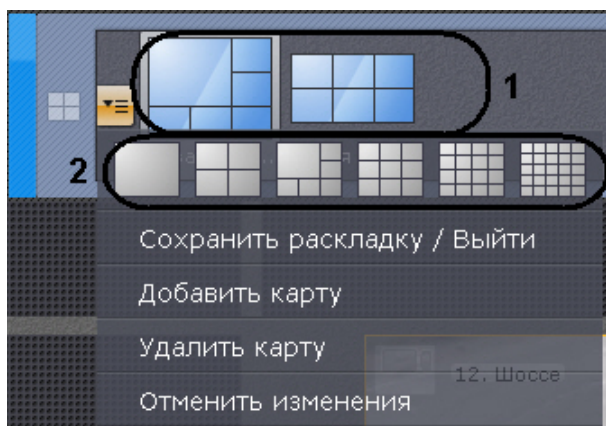 1
2
Сохранить раскладку / Выйти
Добавить карту
Удалить карту
12. Шоссе
Отменить изменения